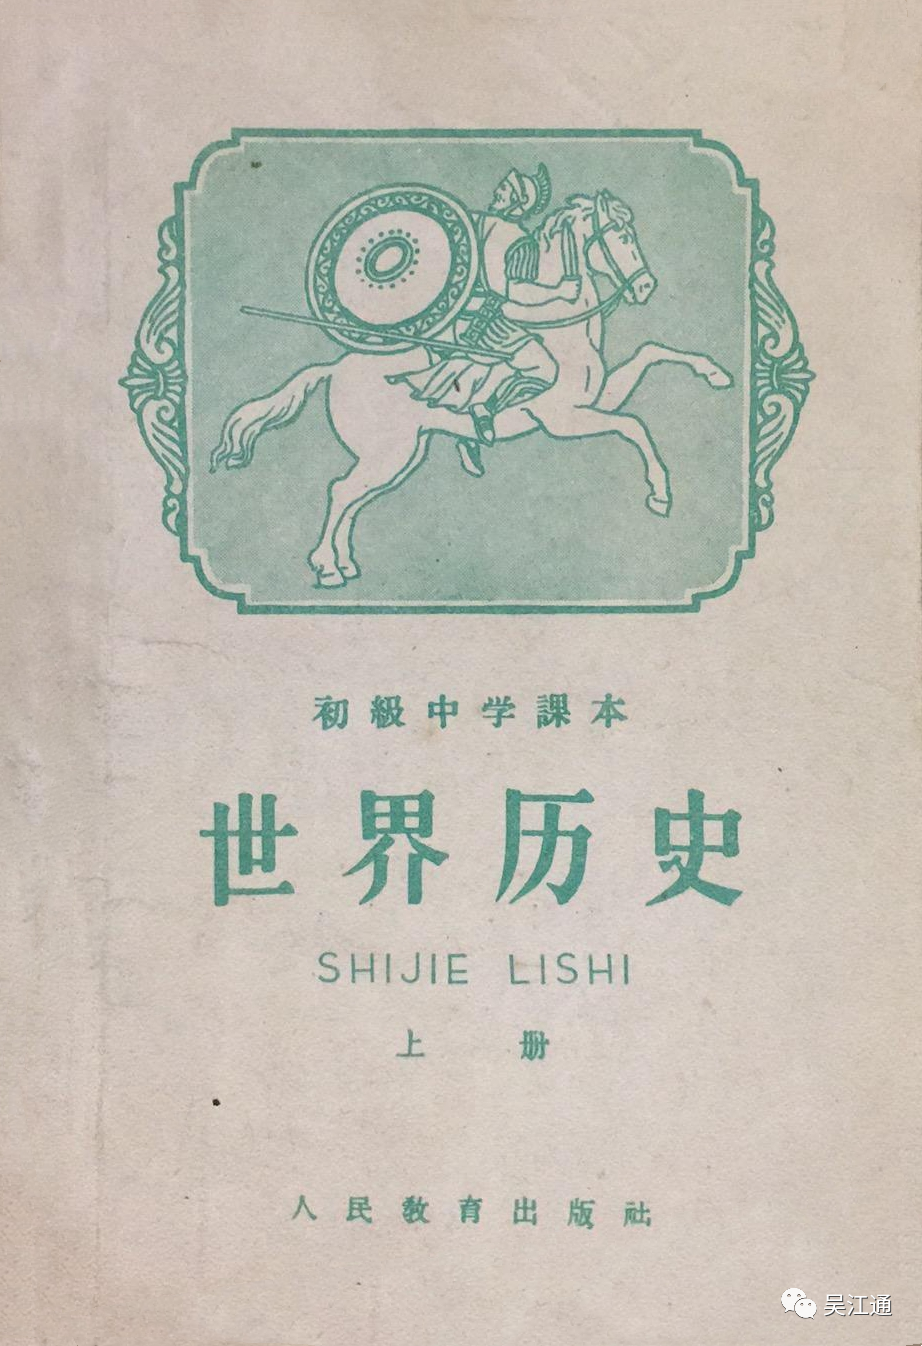 初級中学課本
世界历史
SHIJIE LISHI
上册
人民教育出版社
吴江通